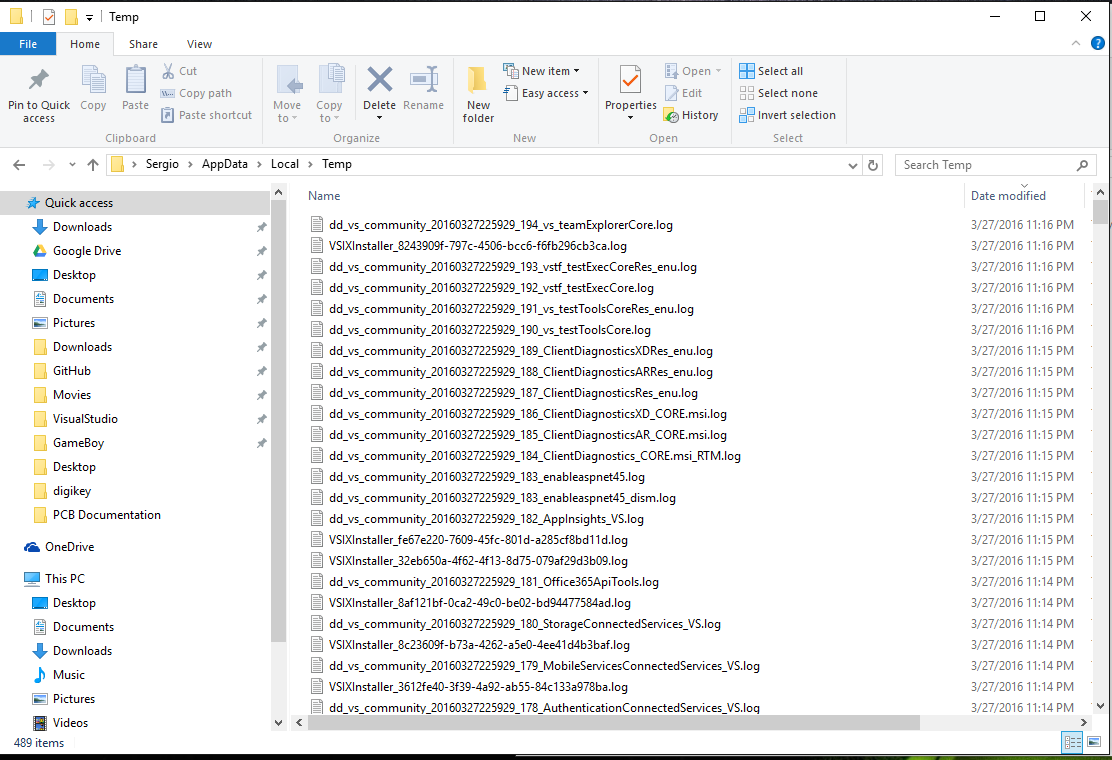 Temp
File Home Share View
Pin to Quick access
Copy
Paste
Cut
Copy path
Paste shortcut
Clipboard
Move to
Copy to
Delete
Rename
Organize
New folder
New item
Easy access
New
Properties
Open
Edit
History
Open
Select all
Select none
Invert selection
Select
Sergio > AppData > Local > Temp
Search Temp
Quick access
Downloads
Google Drive
Desktop
Documents
Pictures
Downloads
GitHub
Movies
VisualStudio
GameBoy
Desktop
digikey
PCB Documentation
OneDrive
This PC
Desktop
Documents
Downloads
Music
Pictures
Videos
Name Date modified
dd_vs_community_20160327225929_194_vs_teamExplorerCore.log 3/27/2016 11:16 PM
VSIXInstaller_8243909f-797c-4506-bcc6-f6fb296cb3ca.log 3/27/2016 11:16 PM
dd_vs_community_20160327225929_193_vstf_testExecCoreRes_enu.log 3/27/2016 11:16 PM
dd_vs_community_20160327225929_192_vstf_testExecCore.log 3/27/2016 11:16 PM
dd_vs_community_20160327225929_191_vs_testToolsCoreRes_enu.log 3/27/2016 11:16 PM
dd_vs_community_20160327225929_190_vs_testToolsCore.log 3/27/2016 11:16 PM
dd_vs_community_20160327225929_189_ClientDiagnosticsXDRes_enu.log 3/27/2016 11:15 PM
dd_vs_community_20160327225929_188_ClientDiagnosticsARRes_enu.log 3/27/2016 11:15 PM
dd_vs_community_20160327225929_187_ClientDiagnosticsRes_enu.log 3/27/2016 11:15 PM
dd_vs_community_20160327225929_186_ClientDiagnosticsXD_CORE.msi.log 3/27/2016 11:15 PM
dd_vs_community_20160327225929_185_ClientDiagnosticsAR_CORE.msi.log 3/27/2016 11:15 PM
dd_vs_community_20160327225929_184_ClientDiagnostics_CORE.msi_RTM.log 3/27/2016 11:15 PM
dd_vs_community_20160327225929_183_enableaspnet45.log 3/27/2016 11:15 PM
dd_vs_community_20160327225929_183_enableaspnet45_dism.log 3/27/2016 11:15 PM
dd_vs_community_20160327225929_182_AppInsights_VS.log 3/27/2016 11:15 PM
VSIXInstaller_fe67e220-7609-45fc-801d-a285cf8bd11d.log 3/27/2016 11:15 PM
VSIXInstaller_32eb650a-4f62-4f13-8d75-079af29d3b09.log 3/27/2016 11:15 PM
dd_vs_community_20160327225929_181_Office365ApiTools.log 3/27/2016 11:14 PM
VSIXInstaller_8af121bf-0ca2-49c0-be02-bd94477584ad.log 3/27/2016 11:14 PM
dd_vs_community_20160327225929_180_StorageConnectedServices_VS.log 3/27/2016 11:14 PM
VSIXInstaller_8c23609f-b73a-4262-a5e0-4ee41d4b3baf.log 3/27/2016 11:14 PM
dd_vs_community_20160327225929_179_MobileServicesConnectedServices_VS.log 3/27/2016 11:14 PM
VSIXInstaller_3612fe40-3f39-4a92-ab55-84c133a978ba.log 3/27/2016 11:14 PM
dd_vs_community_20160327225929_178_AuthenticationConnectedServices_VS.log 3/27/2016 11:14 PM
489 items